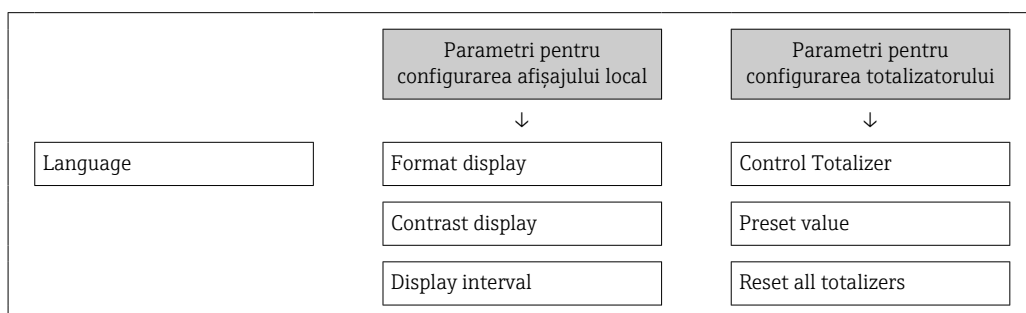 Parametri pentru
configurarea afișajului local
Parametri pentru
configurarea totalizatorului
↓
↓
Language
Format display
Control Totalizer
Contrast display
Preset value
Display interval
Reset all totalizers